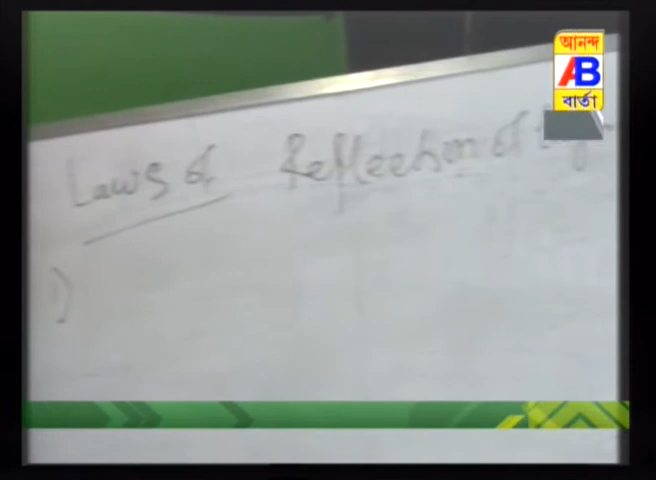 আনন্দ
AB
বার্তা
Laws of Reflection of
1)